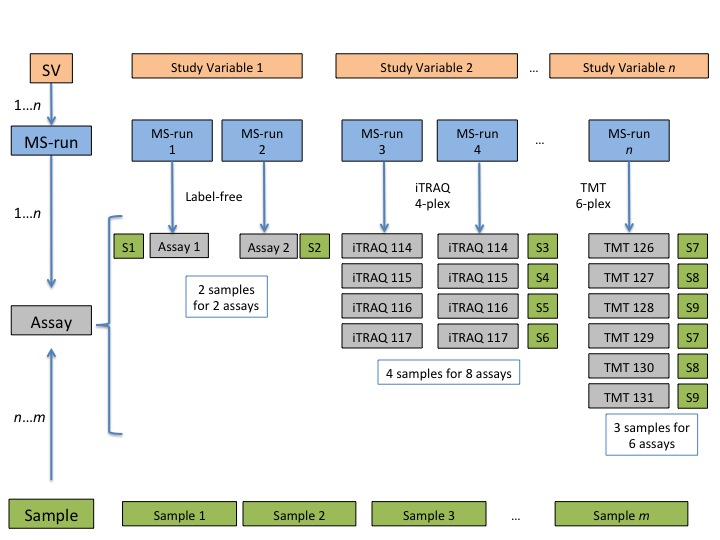 SV
Study Variable 1
Study Variable 2
...
Study Variable n
1...n
MS-run
MS-run
1
MS-run
2
MS-run
3
MS-run
4
...
MS-run
n
1...n
Label-free
iTRAQ
4-plex
TMT
6-plex
S1
Assay 1
Assay 2
S2
iTRAQ 114
iTRAQ 114
S3
TMT 126
S7
iTRAQ 115
iTRAQ 115
S4
TMT 127
S8
2 samples
for 2 assays
iTRAQ 116
iTRAQ 116
S5
TMT 128
S9
Assay
iTRAQ 117
iTRAQ 117
S6
TMT 129
S7
4 samples for 8 assays
TMT 130
S8
TMT 131
S9
n...m
3 samples for
6 assays
Sample
Sample 1
Sample 2
Sample 3
...
Sample m